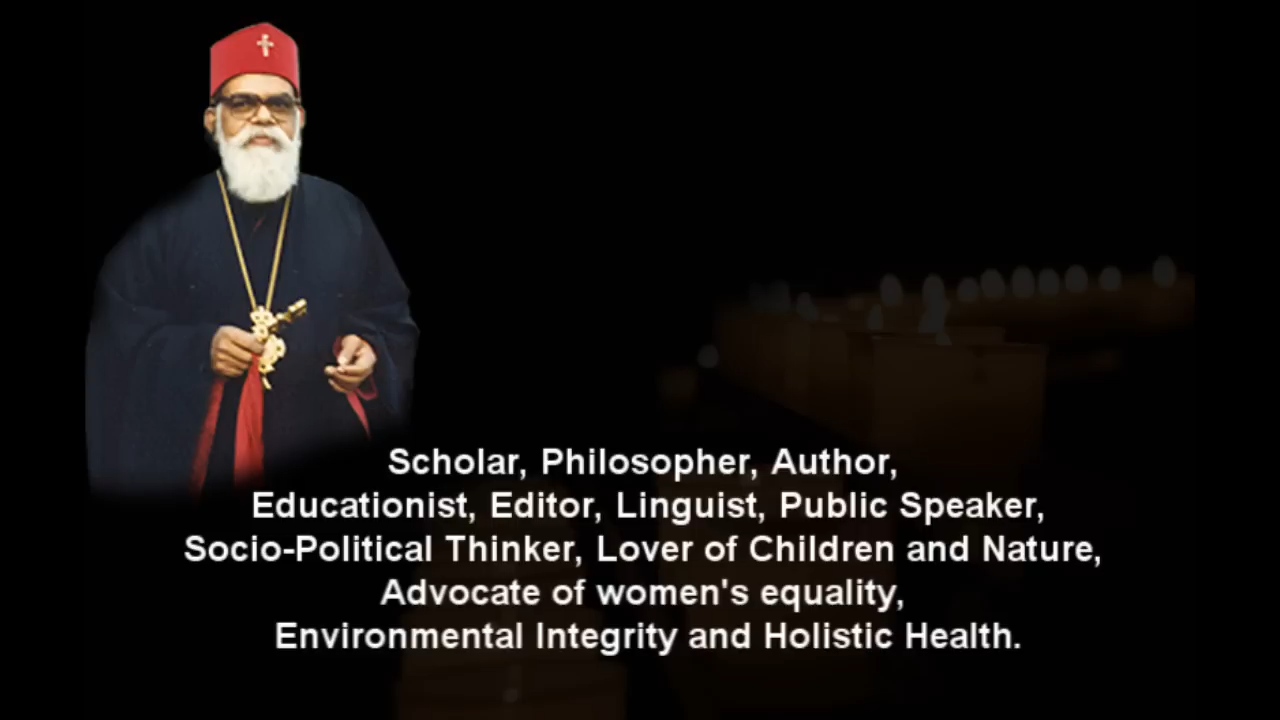 Scholar, Philosopher, Author,
Educationist, Editor, Linguist, Public Speaker,
Socio-Political Thinker, Lover of Children and Nature,
Advocate of women's equality,
Environmental Integrity and Holistic Health.